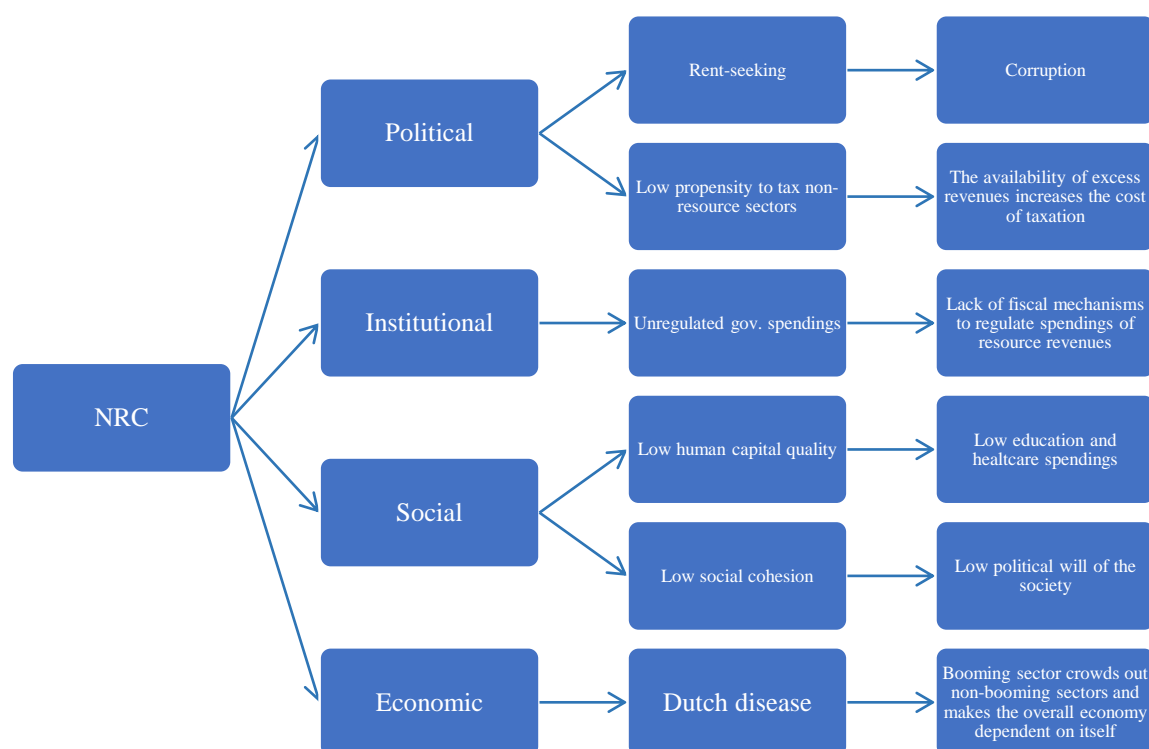 Rent-seeking
Corruption
Political
Low propensity to tax non-
resource sectors
The availability of excess
revenues increases the cost
of taxation
Institutional
Unregulated gov. spendings
Lack of fiscal mechanisms
to regulate spendings of
resource revenues
NRC
Low human capital quality
Low education and
healthcare spendings
Social
Low social cohesion
Low political will of the
society
Economic
Dutch disease
Booming sector crowds out
non-booming sectors and
makes the overall economy
dependent on itself